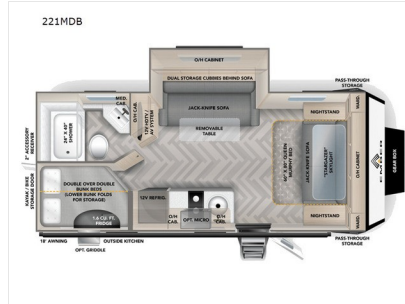 221MDB
O/H CABINET
DUAL STORAGE CUBBIES BEHIND SOFA
JACK-KNIFE SOFA
REMOVABLE TABLE
MED. CAB.
O/H CAB.
12V HDTV/ AV SYSTEM
24" X 40" SHOWER
2" ACCESSORY RECEIVER
KAYAK / BIKE STORAGE DOOR
DOUBLE OVER DOUBLE
BUNK BEDS
(LOWER BUNK FOLDS
FOR STORAGE)
1.6 CU. FT.
FRIDGE
18' AWNING
OUTSIDE KITCHEN
OPT. GRIDDLE
12V REFRIG.
O/H CAB.
OPT. MICRO
O/H CAB.
PASS-THROUGH
STORAGE
NIGHTSTAND
WARD.
60" X 80" QUEEN
MURPHY BED
JACK-KNIFE SOFA
"STARGAZER"
SKYLIGHT
O/H CABINET
EMBER
GEAR BOX
NIGHTSTAND
WARD.
PASS-THROUGH
STORAGE